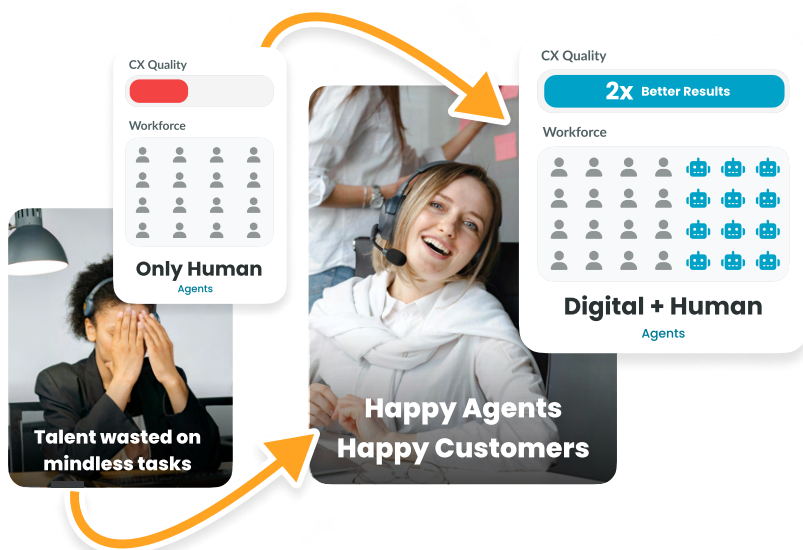 CX Quality
Workforce
Only Human
Agents
Talent wasted on
mindless tasks
CX Quality
2x Better Results
Workforce
Digital + Human
Agents
Happy Agents
Happy Customers